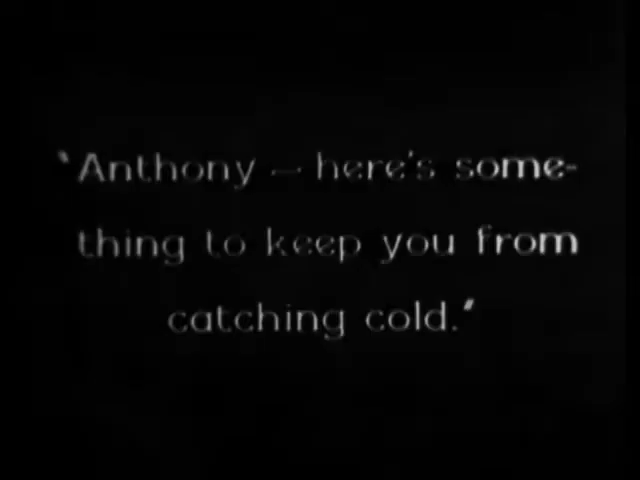 "Anthony — here's some-
thing to keep you from
catching cold."